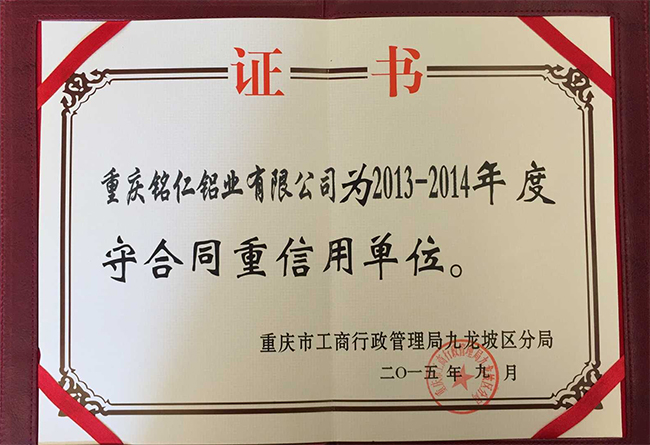 证书
重庆铭仁铝业有限公司为2013-2014年度
守合同重信用单位。
重庆市工商行政管理局九龙坡区分局
二〇一五年九月